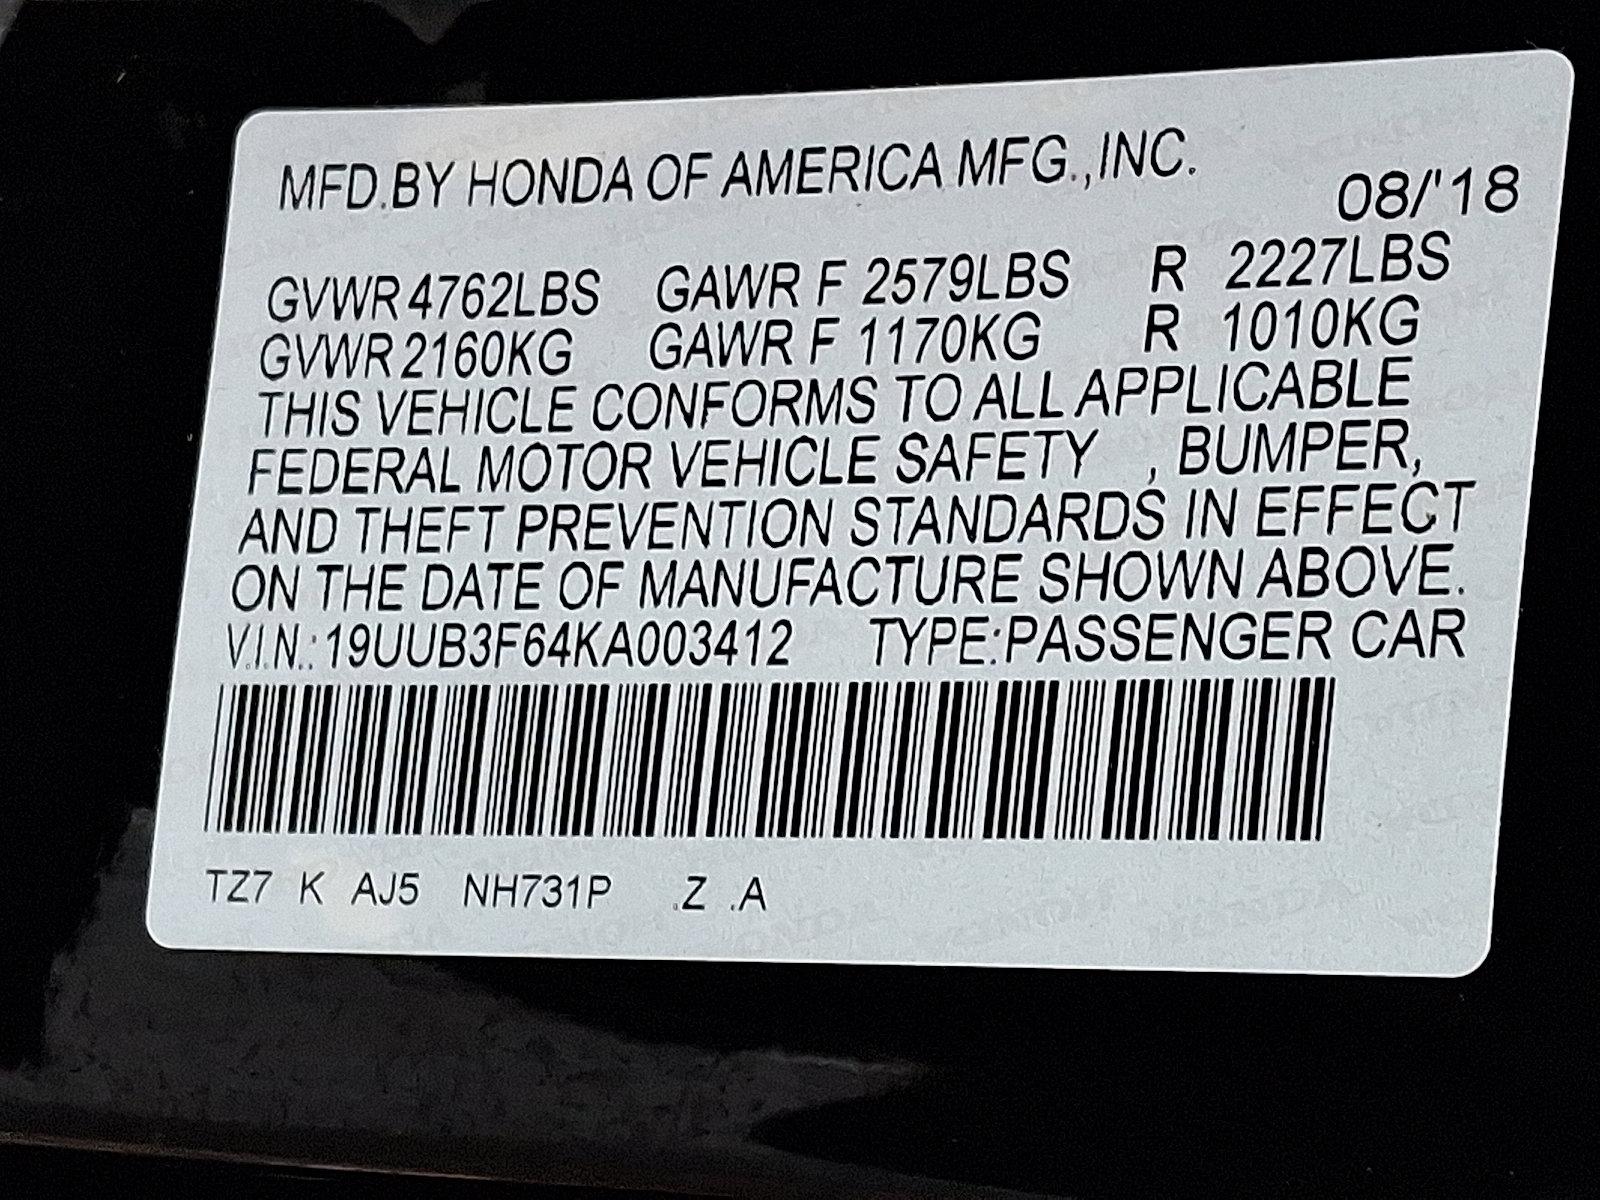 MFD.BY HONDA OF AMERICA MFG.,INC.
08/'18
GVWR 4762LBS GAWR F 2579LBS R 2227LBS
GVWR 2160KG GAWR F 1170KG R 1010KG
THIS VEHICLE CONFORMS TO ALL APPLICABLE
FEDERAL MOTOR VEHICLE SAFETY , BUMPER,
AND THEFT PREVENTION STANDARDS IN EFFECT
ON THE DATE OF MANUFACTURE SHOWN ABOVE.
V.I.N.: 19UUB3F64KA003412 TYPE:PASSENGER CAR
TZ7 K AJ5 NH731P .Z .A